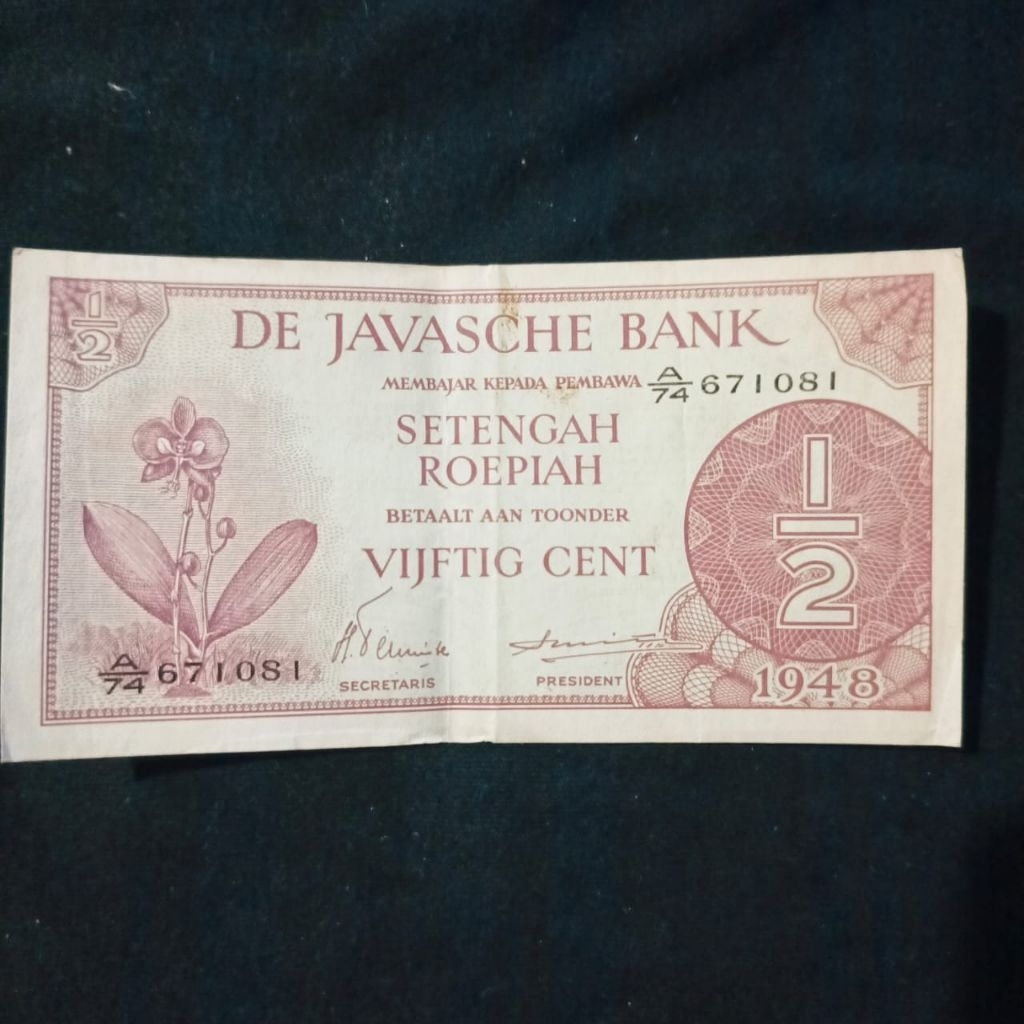 1/2
DE JAVASCHE BANK
MEMBAJAR KEPADA PEMBAWA
A/74 671081
SETENGAH
ROEPIAH
BETAALT AAN TOONDER
VIJFTIG CENT
1/2
A/74 671081
SECRETARIS
PRESIDENT
1948